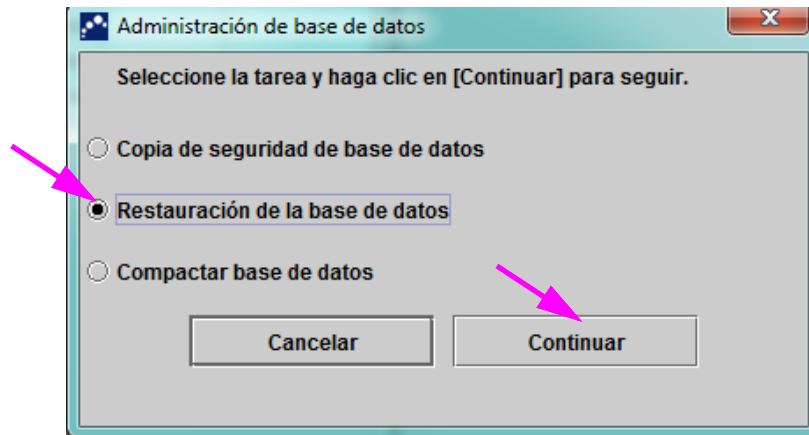 Administración de base de datos
Seleccione la tarea y haga clic en [Continuar] para seguir.
Copia de seguridad de base de datos
Restauración de la base de datos
Compactar base de datos
Cancelar Continuar